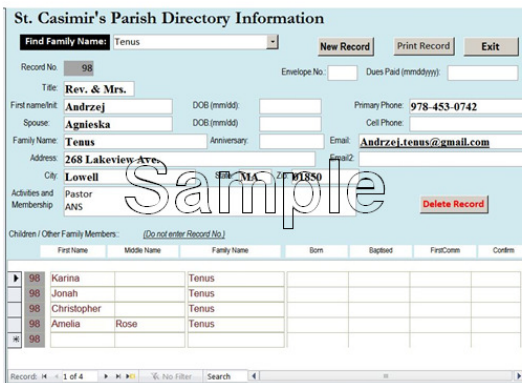 St. Casimir's Parish Directory Information
Find Family Name: Tenus
New Record Print Record Exit
Record No. 98 Envelope No.: Dues Paid (mmddyyyy):
Title: Rev. & Mrs.
First name/Init: Andrzej DOB (mm/dd): Primary Phone: 978-453-0742
Spouse: Agnieska DOB:(mm/dd) Cell Phone:
Family Name: Tenus Anniversary: Email: Andrzej.tenus@gmail.com
Address: 268 Lakeview Ave. Email2:
City: Lowell State MA Zip 01850
Sample
Activities and Membership Pastor
ANS
Delete Record
Children / Other Family Members: (Do not enter Record No.)
First Name Middle Name Family Name Born Baptised FirstComm Confirm
98 Karina Tenus
98 Jonah Tenus
98 Christopher Tenus
98 Amelia Rose Tenus
98
Record: 1 of 4 No Filter Search